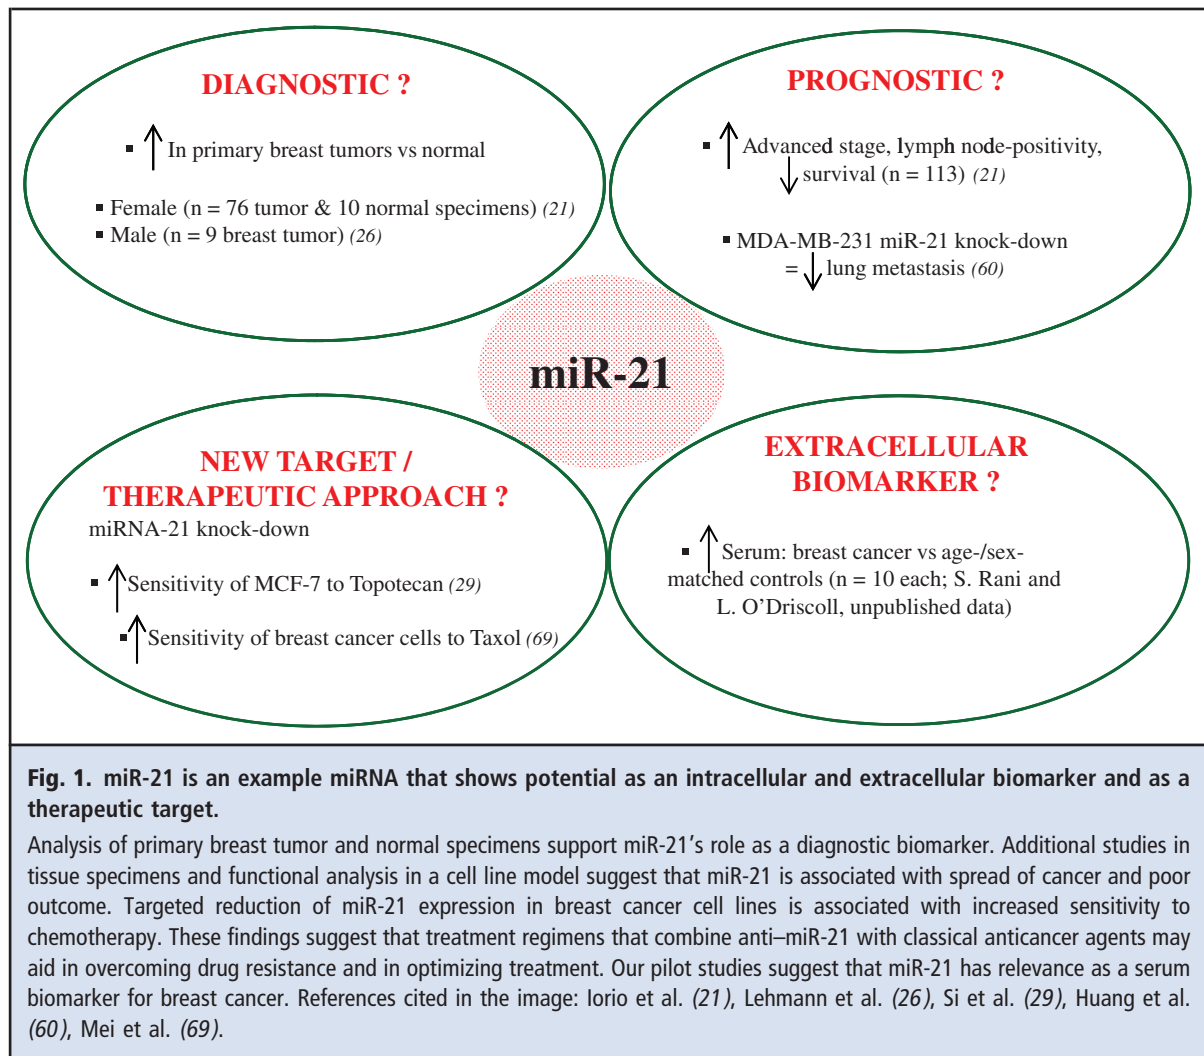 DIAGNOSTIC ?
▪ ↑ In primary breast tumors vs normal
▪ Female (n = 76 tumor & 10 normal specimens) (21)
▪ Male (n = 9 breast tumor) (26)
PROGNOSTIC ?
▪ ↑ Advanced stage, lymph node-positivity,
↓ survival (n = 113) (21)
▪ MDA-MB-231 miR-21 knock-down
= ↓ lung metastasis (60)
miR-21
NEW TARGET /
THERAPEUTIC APPROACH ?
miRNA-21 knock-down
▪ ↑ Sensitivity of MCF-7 to Topotecan (29)
▪ ↑ Sensitivity of breast cancer cells to Taxol (69)
EXTRACELLULAR
BIOMARKER ?
▪ ↑ Serum: breast cancer vs age-/sex-
matched controls (n = 10 each; S. Rani and
L. O’Driscoll, unpublished data)
Fig. 1. miR-21 is an example miRNA that shows potential as an intracellular and extracellular biomarker and as a
therapeutic target.
Analysis of primary breast tumor and normal specimens support miR-21’s role as a diagnostic biomarker. Additional studies in
tissue specimens and functional analysis in a cell line model suggest that miR-21 is associated with spread of cancer and poor
outcome. Targeted reduction of miR-21 expression in breast cancer cell lines is associated with increased sensitivity to
chemotherapy. These findings suggest that treatment regimens that combine anti–miR-21 with classical anticancer agents may
aid in overcoming drug resistance and in optimizing treatment. Our pilot studies suggest that miR-21 has relevance as a serum
biomarker for breast cancer. References cited in the image: Iorio et al. (21), Lehmann et al. (26), Si et al. (29), Huang et al.
(60), Mei et al. (69).